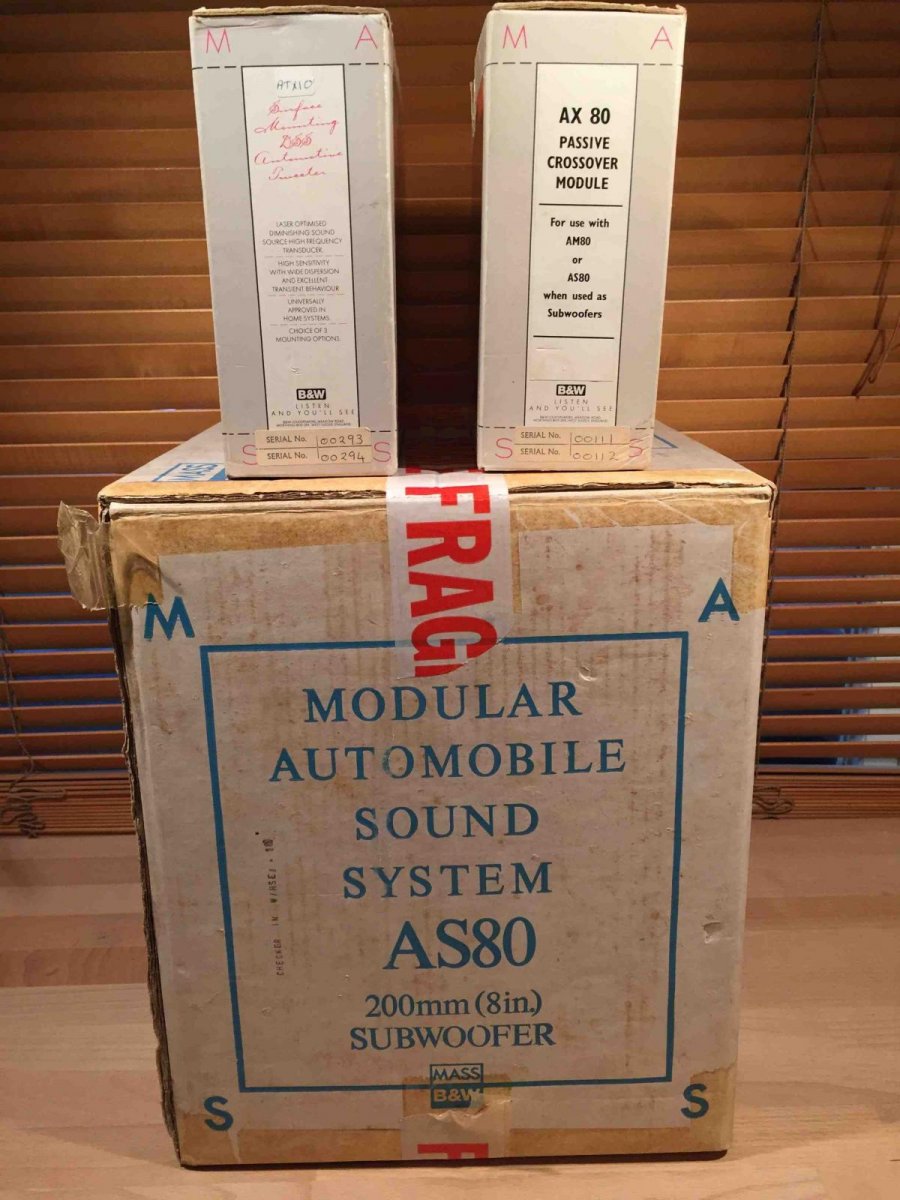 M A
ATX10
Surface
Mounting
DSS
Automotive
Tweeter
LASER OPTIMISED
DIMINISHING SOUND
SOURCE HIGH FREQUENCY
TRANSDUCER.
HIGH SENSITIVITY
WITH WIDE DISPERSION
AND EXCELLENT
TRANSIENT BEHAVIOUR
UNIVERSALLY
APPROVED IN
HOME SYSTEMS.
CHOICE OF 3
MOUNTING OPTIONS.
B&W
LISTEN
AND YOU'LL SEE
S S
SERIAL No. 00293
SERIAL No. 00294
M A
AX 80
PASSIVE
CROSSOVER
MODULE
For use with
AM80
or
AS80
when used as
Subwoofers
B&W
LISTEN
AND YOU'LL SEE
S S
SERIAL No. 00111
SERIAL No. 00112
MASS
FRAG
M A
MODULAR
AUTOMOBILE
SOUND
SYSTEM
AS80
200mm (8in.)
SUBWOOFER
MASS
B&W
S S
F